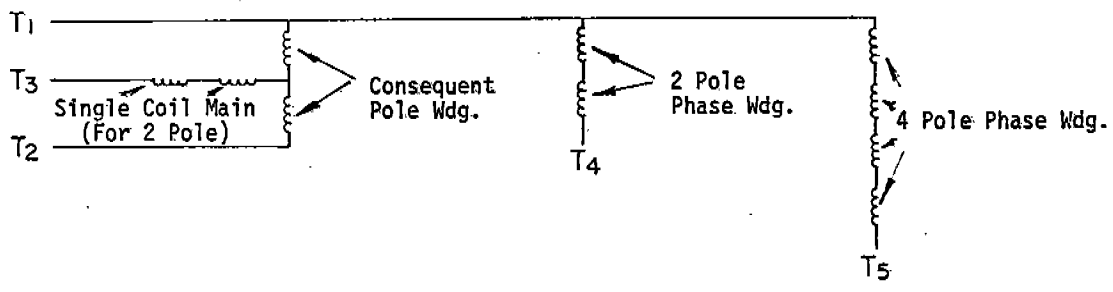 T1
T3
Single Coil Main
(For 2 Pole)
T2
Consequent
Pole Wdg.
2 Pole
Phase Wdg.
T4
4 Pole Phase Wdg.
T5